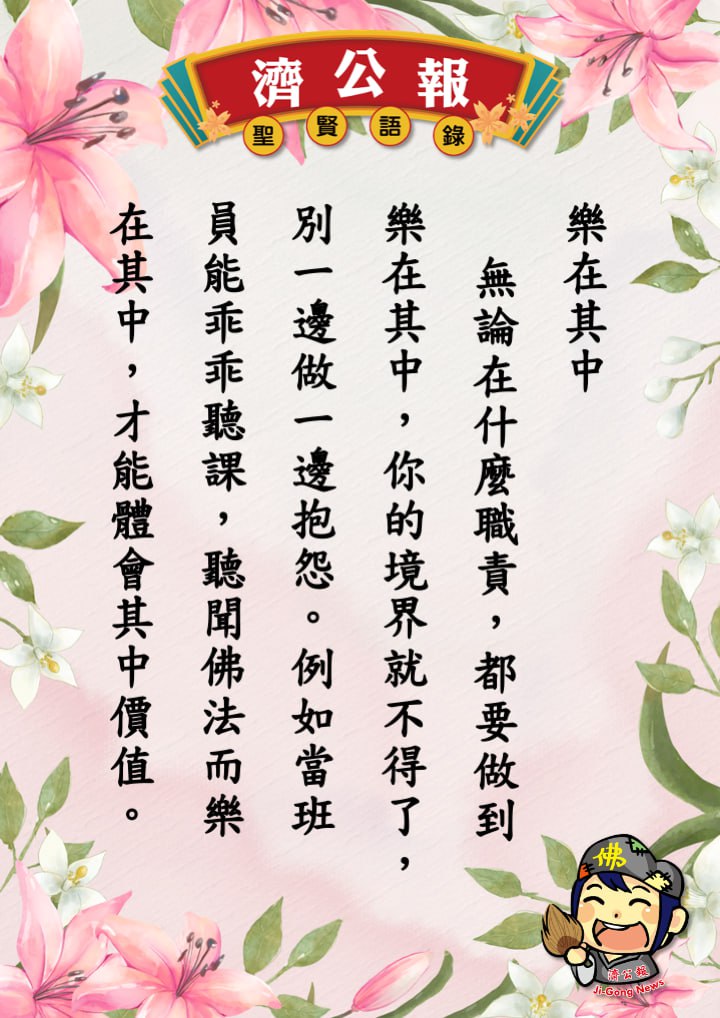 濟公報
聖賢語錄
樂在其中
無論在什麼職責，都要做到
樂在其中，你的境界就不得了，
別一邊做一邊抱怨。例如當班
員能乖乖聽課，聽聞佛法而樂
在其中，才能體會其中價值。
佛
濟公報
Ji-Gong News